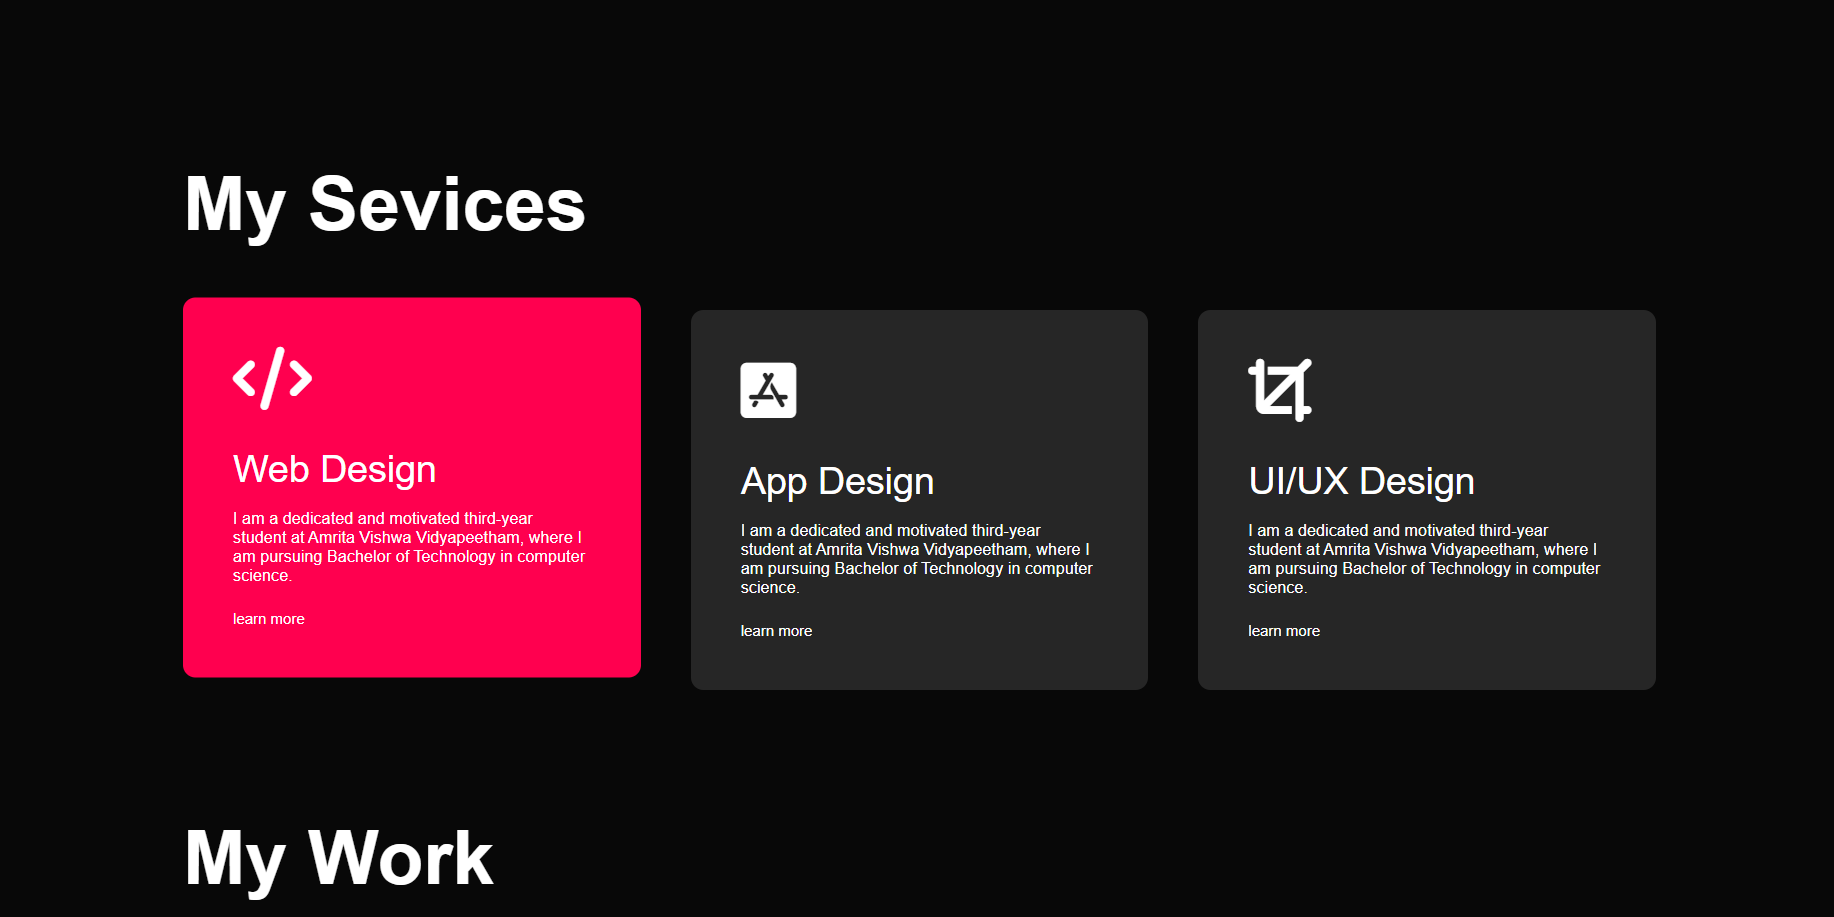 My Sevices
Web Design
I am a dedicated and motivated third-year
student at Amrita Vishwa Vidyapeetham, where I
am pursuing Bachelor of Technology in computer
science.
learn more
App Design
I am a dedicated and motivated third-year
student at Amrita Vishwa Vidyapeetham, where I
am pursuing Bachelor of Technology in computer
science.
learn more
UI/UX Design
I am a dedicated and motivated third-year
student at Amrita Vishwa Vidyapeetham, where I
am pursuing Bachelor of Technology in computer
science.
learn more
My Work